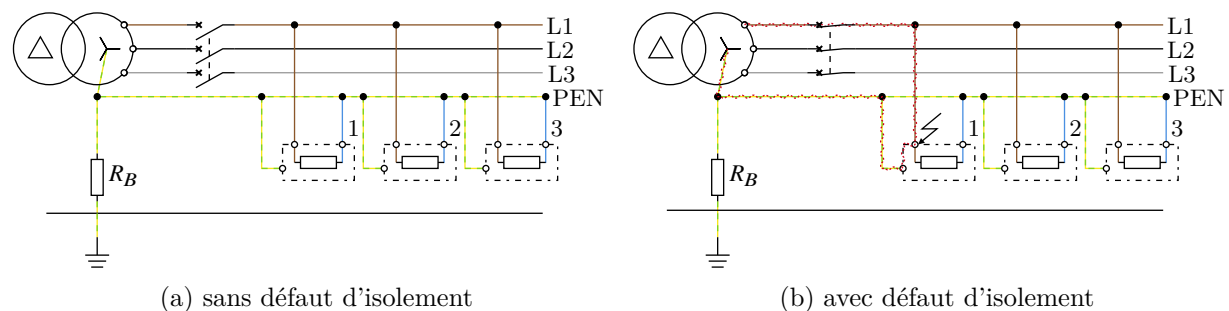 L1
L2
L3
PEN
1
2
3
R_B
(a) sans défaut d'isolement
L1
L2
L3
PEN
1
2
3
R_B
(b) avec défaut d'isolement